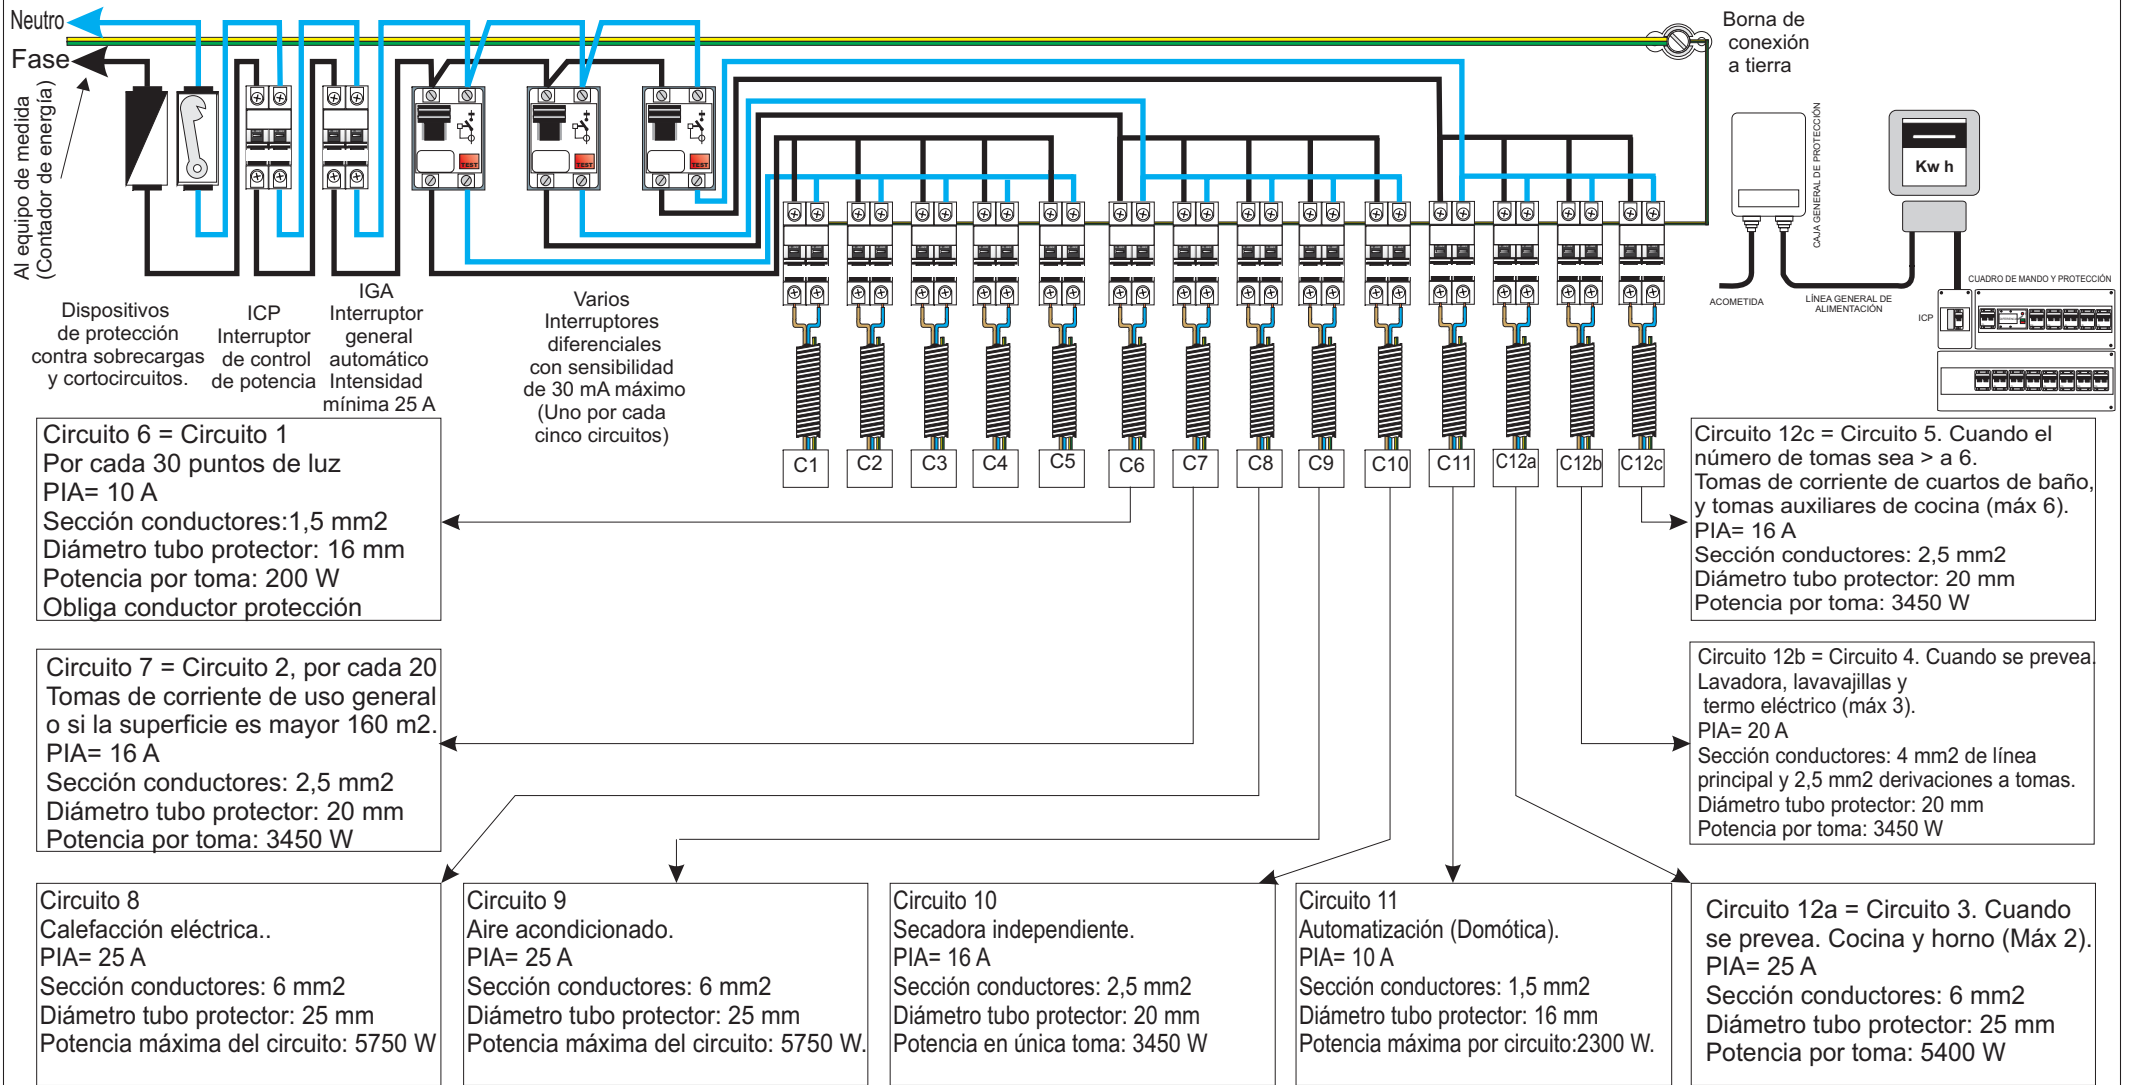 Neutro
Fase
Al equipo de medida
(Contador de energía)
Dispositivos
de protección
contra sobrecargas
y cortocircuitos.
ICP
Interruptor
de control
de potencia
IGA
Interruptor
general
automático
Intensidad
mínima 25 A
TEST
TEST
TEST
Varios
Interruptores
diferenciales
con sensibilidad
de 30 mA máximo
(Uno por cada
cinco circuitos)
Borna de
conexión
a tierra
CAJA GENERAL DE PROTECCIÓN
Kw h
ACOMETIDA
LÍNEA GENERAL DE
ALIMENTACIÓN
CUADRO DE MANDO Y PROTECCIÓN
ICP
C1
C2
C3
C4
C5
C6
C7
C8
C9
C10
C11
C12a
C12b
C12c
Circuito 6 = Circuito 1
Por cada 30 puntos de luz
PIA= 10 A
Sección conductores:1,5 mm2
Diámetro tubo protector: 16 mm
Potencia por toma: 200 W
Obliga conductor protección
Circuito 7 = Circuito 2, por cada 20
Tomas de corriente de uso general
o si la superficie es mayor 160 m2.
PIA= 16 A
Sección conductores: 2,5 mm2
Diámetro tubo protector: 20 mm
Potencia por toma: 3450 W
Circuito 12c = Circuito 5. Cuando el
número de tomas sea > a 6.
Tomas de corriente de cuartos de baño,
y tomas auxiliares de cocina (máx 6).
PIA= 16 A
Sección conductores: 2,5 mm2
Diámetro tubo protector: 20 mm
Potencia por toma: 3450 W
Circuito 12b = Circuito 4. Cuando se prevea.
Lavadora, lavavajillas y
termo eléctrico (máx 3).
PIA= 20 A
Sección conductores: 4 mm2 de línea
principal y 2,5 mm2 derivaciones a tomas.
Diámetro tubo protector: 20 mm
Potencia por toma: 3450 W
Circuito 8
Calefacción eléctrica..
PIA= 25 A
Sección conductores: 6 mm2
Diámetro tubo protector: 25 mm
Potencia máxima del circuito: 5750 W
Circuito 9
Aire acondicionado.
PIA= 25 A
Sección conductores: 6 mm2
Diámetro tubo protector: 25 mm
Potencia máxima del circuito: 5750 W.
Circuito 10
Secadora independiente.
PIA= 16 A
Sección conductores: 2,5 mm2
Diámetro tubo protector: 20 mm
Potencia en única toma: 3450 W
Circuito 11
Automatización (Domótica).
PIA= 10 A
Sección conductores: 1,5 mm2
Diámetro tubo protector: 16 mm
Potencia máxima por circuito:2300 W.
Circuito 12a = Circuito 3. Cuando
se prevea. Cocina y horno (Máx 2).
PIA= 25 A
Sección conductores: 6 mm2
Diámetro tubo protector: 25 mm
Potencia por toma: 5400 W